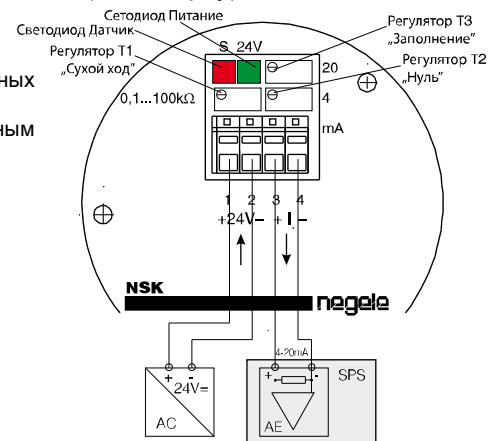 Сетодиод Питание
Светодиод Датчик
Регулятор Т1
„Сухой ход"
Регулятор Т3
„Заполнение"
Регулятор Т2
„Нуль"
ных
ным
S 24V
20
0,1...100kΩ
4
mA
1 2 3 4
+24V– + I –
NSK
negele
+ -
24V=
AC
4-20mA
+ -
SPS
AE